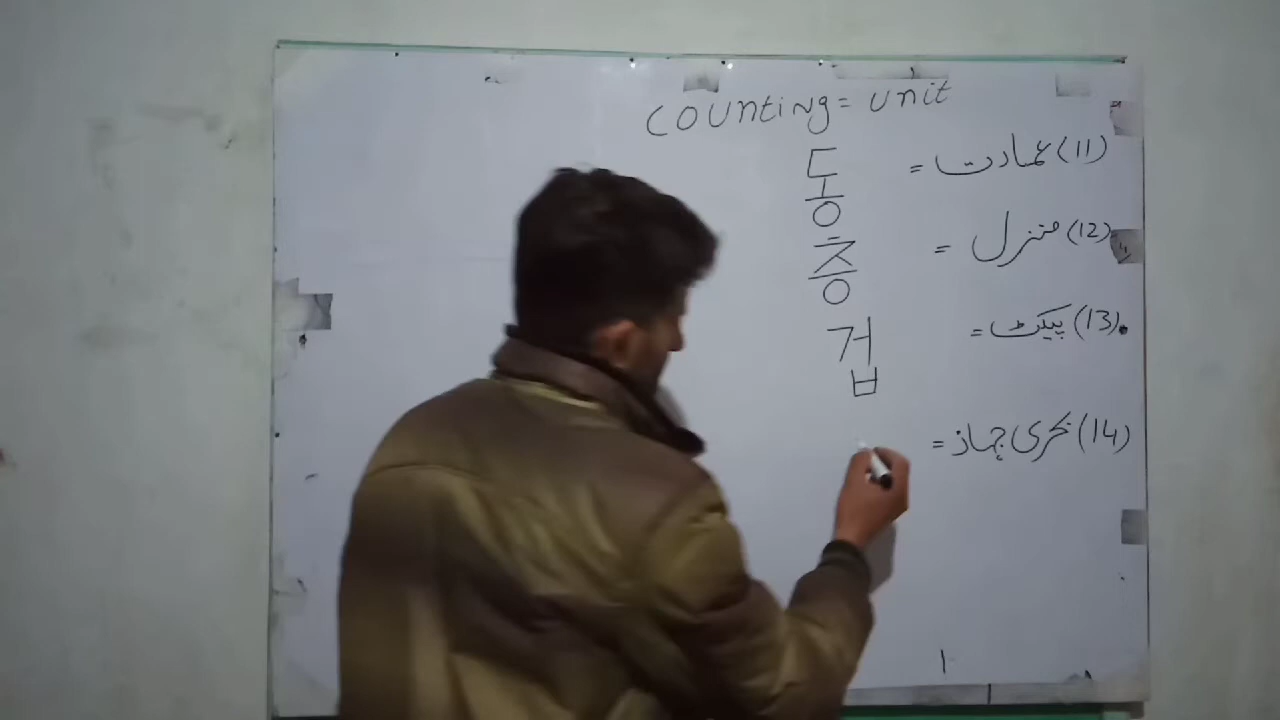 counting = unit
(11) عمارت = 동
(12) منزل = 층
(13) پیکٹ = 겁
(14) بحری جہاز =